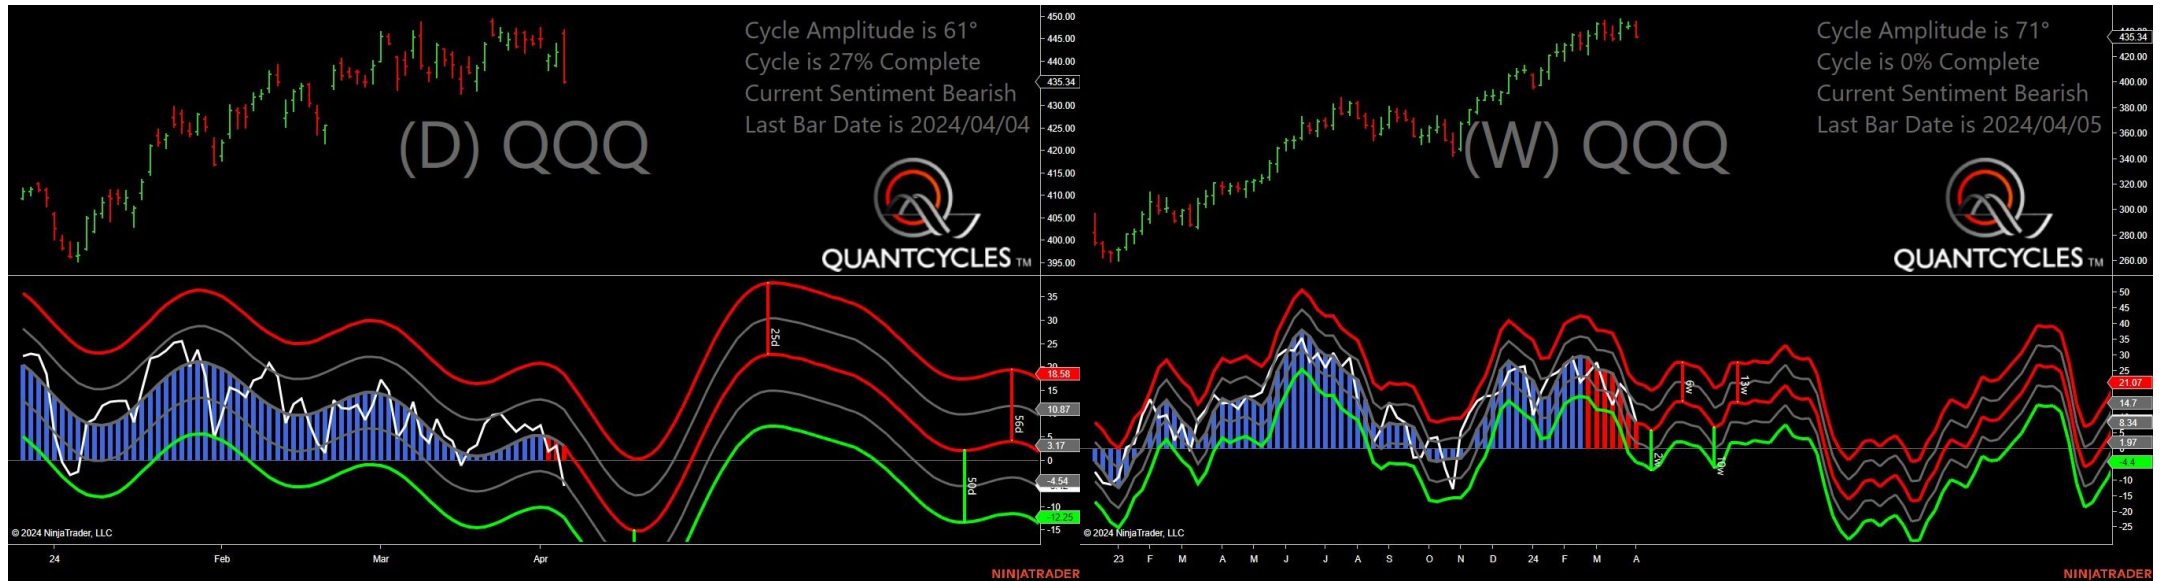 Cycle Amplitude is 61°
Cycle is 27% Complete
Current Sentiment Bearish
Last Bar Date is 2024/04/04
(D) QQQ
QUANTCYCLES TM
450.00
445.00
440.00
435.34
430.00
425.00
420.00
415.00
410.00
405.00
400.00
395.00
35
30
25
20
18.58
15
10.87
5
3.17
0
-4.54
-10
-12.25
-15
25d
56d
50d
© 2024 NinjaTrader, LLC
24
Feb
Mar
Apr
NINJATRADER
Cycle Amplitude is 71°
Cycle is 0% Complete
Current Sentiment Bearish
Last Bar Date is 2024/04/05
(W) QQQ
QUANTCYCLES TM
435.34
420.00
400.00
380.00
360.00
340.00
320.00
300.00
280.00
260.00
50
45
40
35
30
25
21.07
14.7
8.34
5
1.97
-4.4
-10
-15
-20
-25
6w
13w
2w
10w
© 2024 NinjaTrader, LLC
23
F
M
A
M
J
J
A
S
O
N
D
24
F
M
A
NINJATRADER